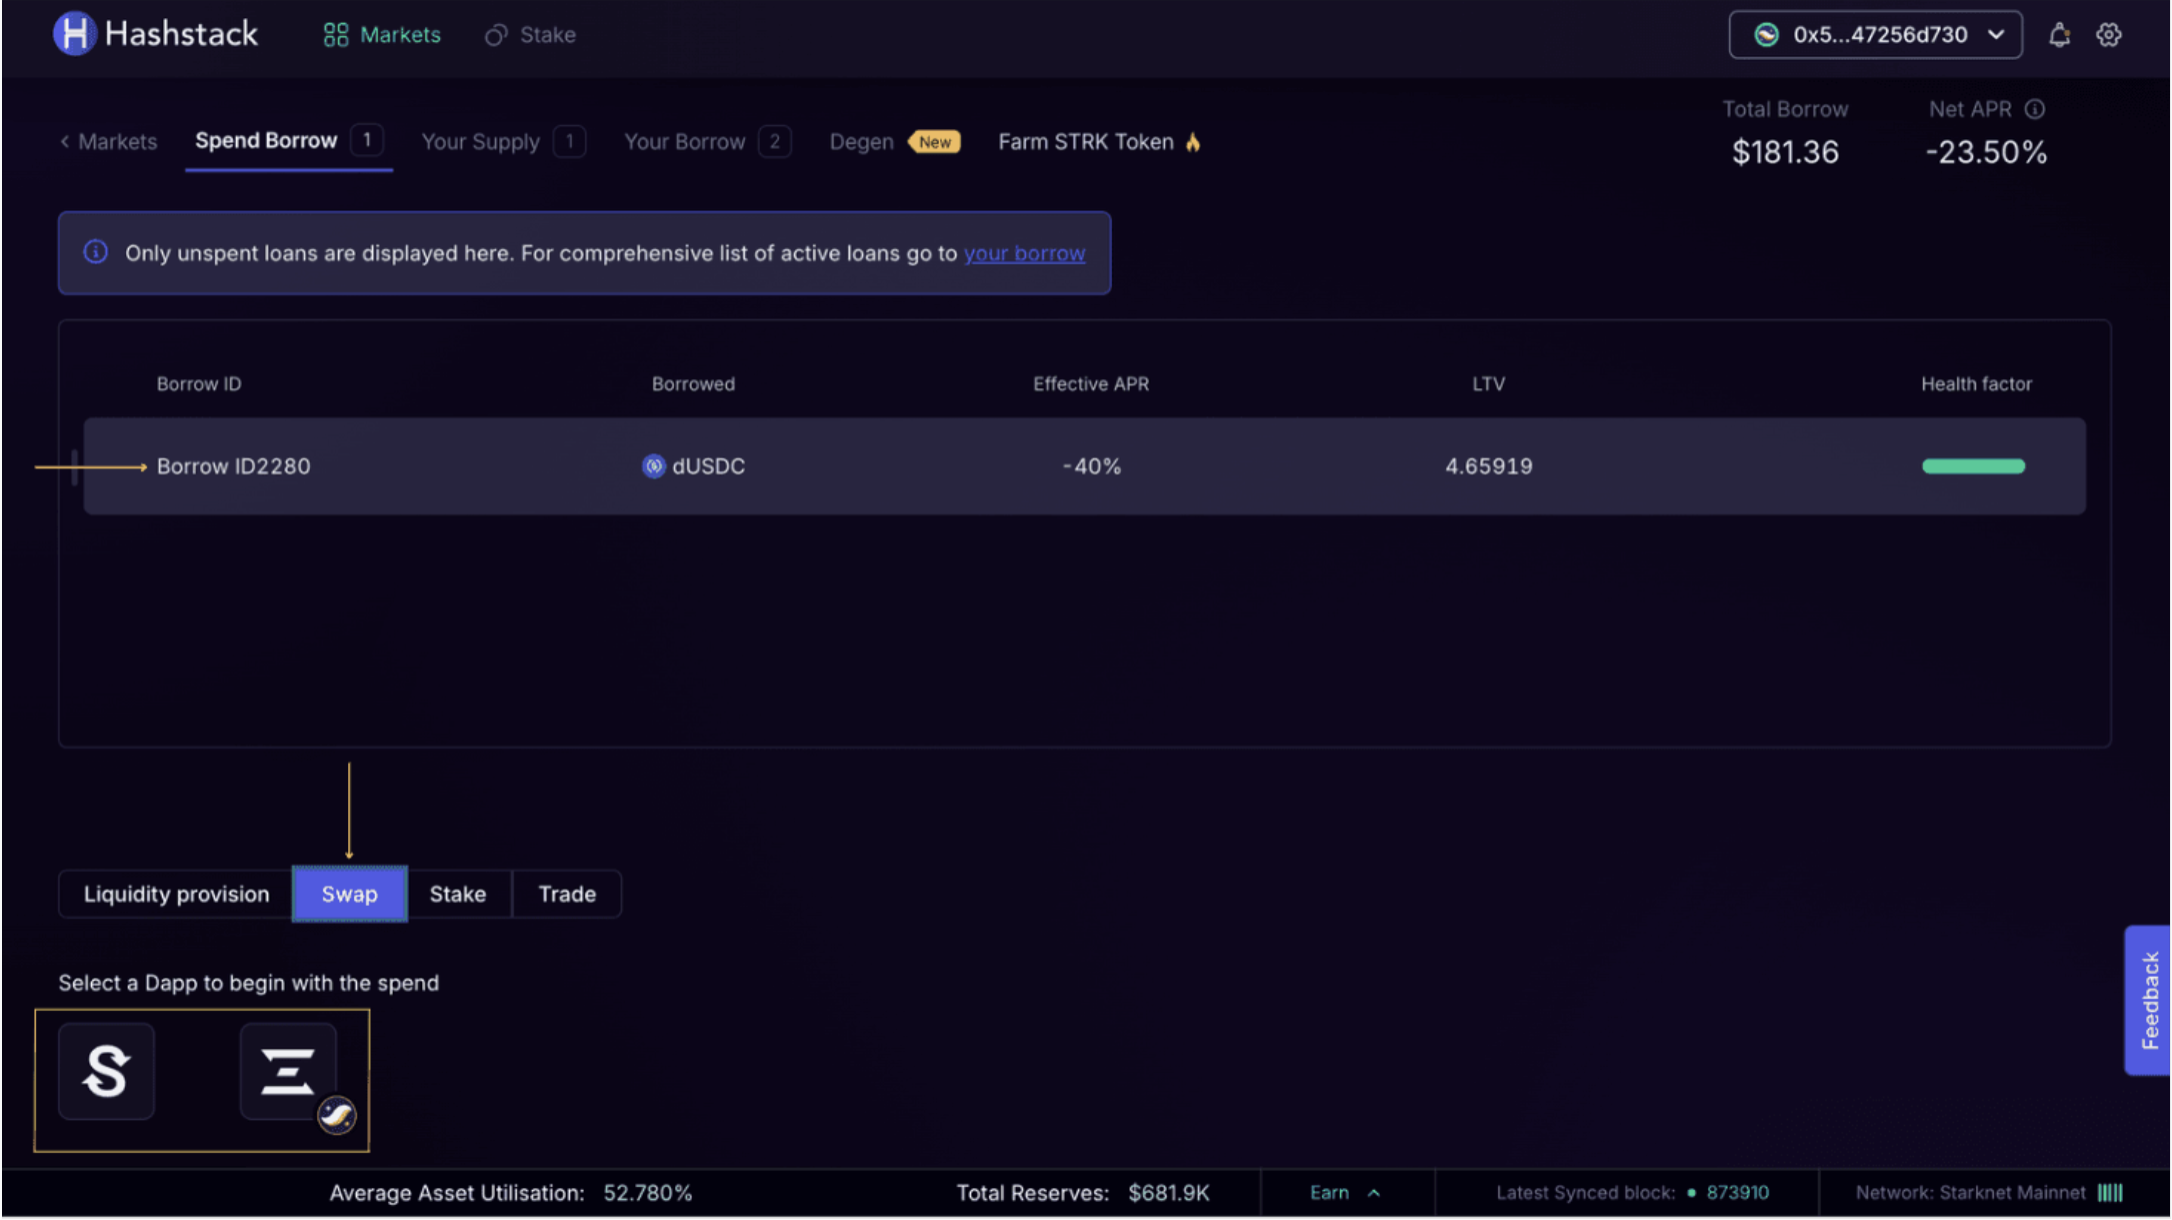 Hashstack Markets Stake 0x5...47256d730
Total Borrow Net APR
Markets Spend Borrow 1 Your Supply 1 Your Borrow 2 Degen New Farm STRK Token
$181.36 -23.50%
Only unspent loans are displayed here. For comprehensive list of active loans go to your borrow
Borrow ID Borrowed Effective APR LTV Health factor
Borrow ID2280 dUSDC -40% 4.65919
Liquidity provision Swap Stake Trade
Feedback
Select a Dapp to begin with the spend
Average Asset Utilisation: 52.780% Total Reserves: $681.9K Earn Latest Synced block: 873910 Network: Starknet Mainnet